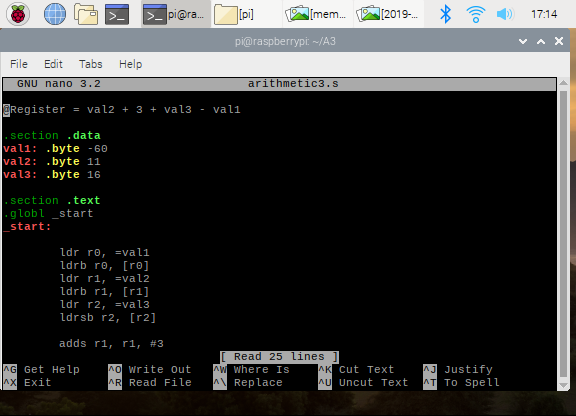 pi@ra...
[pi]
[mem...
[2019-...
17:14
pi@raspberrypi: ~/A3
File Edit Tabs Help
GNU nano 3.2 arithmetic3.s
@Register = val2 + 3 + val3 - val1
.section .data
val1: .byte -60
val2: .byte 11
val3: .byte 16
.section .text
.globl _start
_start:
ldr r0, =val1
ldrb r0, [r0]
ldr r1, =val2
ldrb r1, [r1]
ldr r2, =val3
ldrsb r2, [r2]
adds r1, r1, #3
[ Read 25 lines ]
^G Get Help ^O Write Out ^W Where Is ^K Cut Text ^J Justify
^X Exit ^R Read File ^\ Replace ^U Uncut Text ^T To Spell